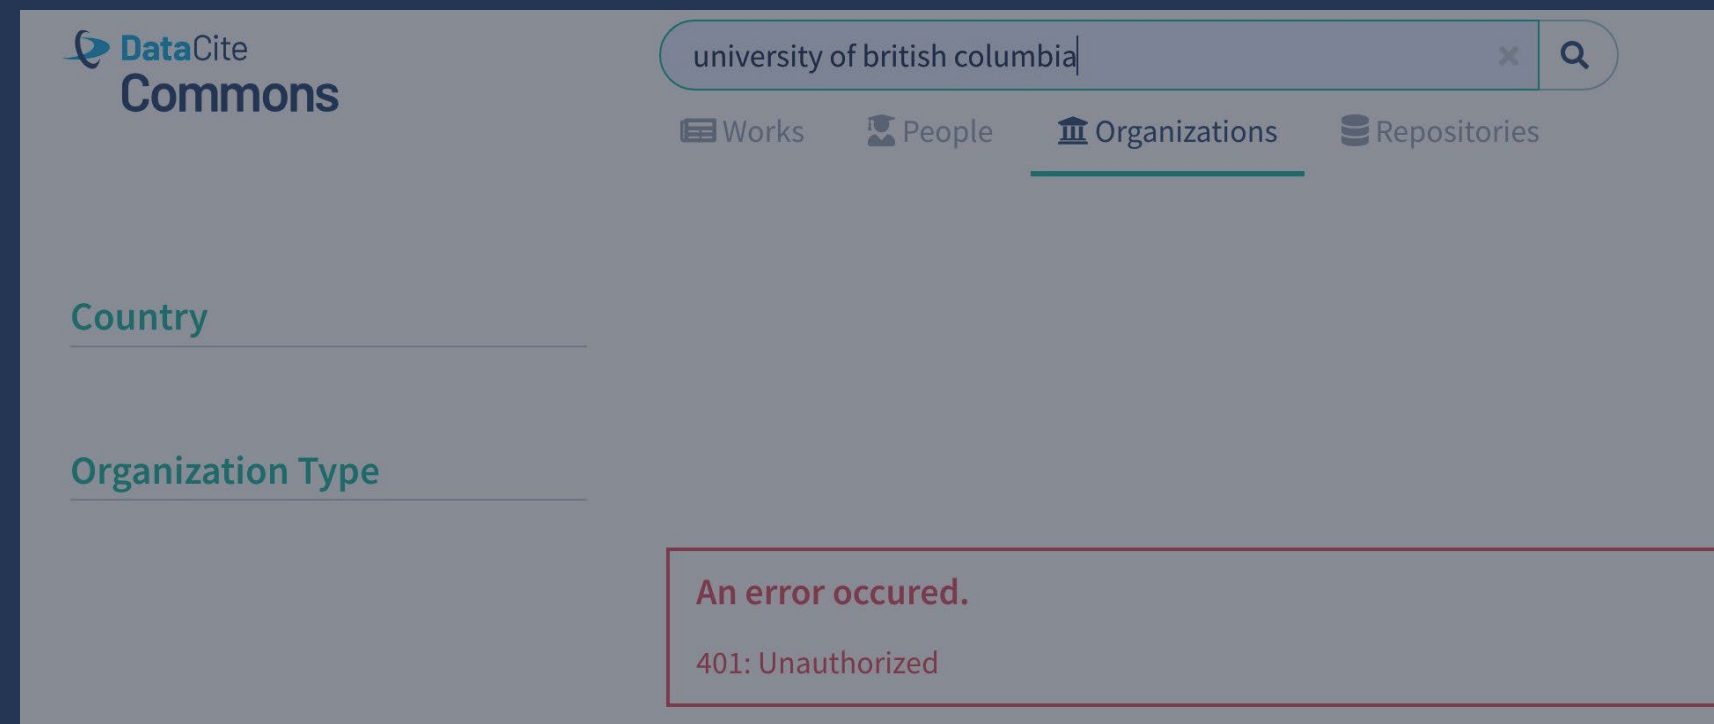 DataCite
Commons
university of british columbia
Works
People
Organizations
Repositories
Country
Organization Type
An error occured.
401: Unauthorized